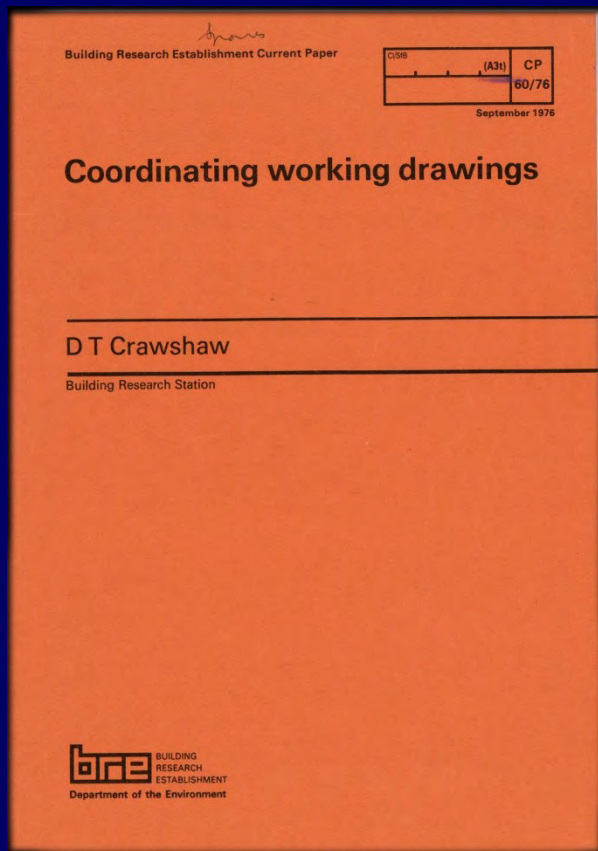 spares
Building Research Establishment Current Paper
CI/SfB
(A3t)
CP
60/76
September 1976
Coordinating working drawings
D T Crawshaw
Building Research Station
bre
BUILDING
RESEARCH
ESTABLISHMENT
Department of the Environment